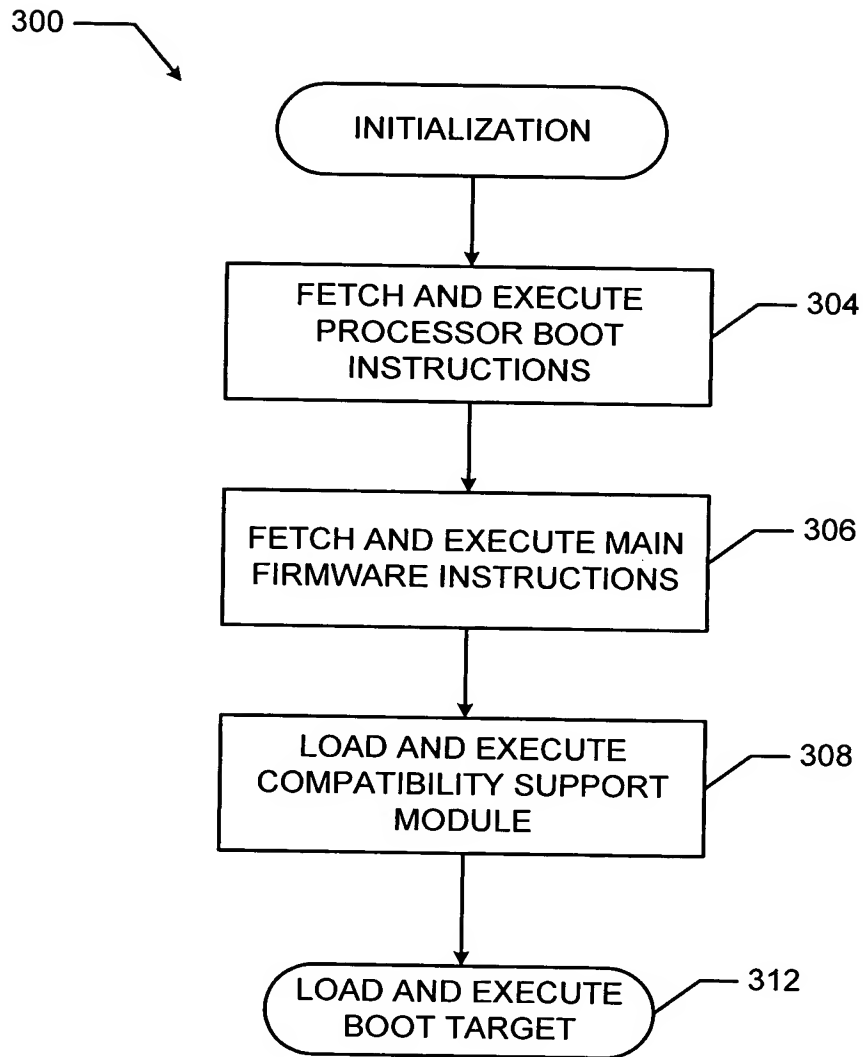 300
INITIALIZATION
FETCH AND EXECUTE
PROCESSOR BOOT
INSTRUCTIONS
304
FETCH AND EXECUTE MAIN
FIRMWARE INSTRUCTIONS
306
LOAD AND EXECUTE
COMPATIBILITY SUPPORT
MODULE
308
LOAD AND EXECUTE
BOOT TARGET
312